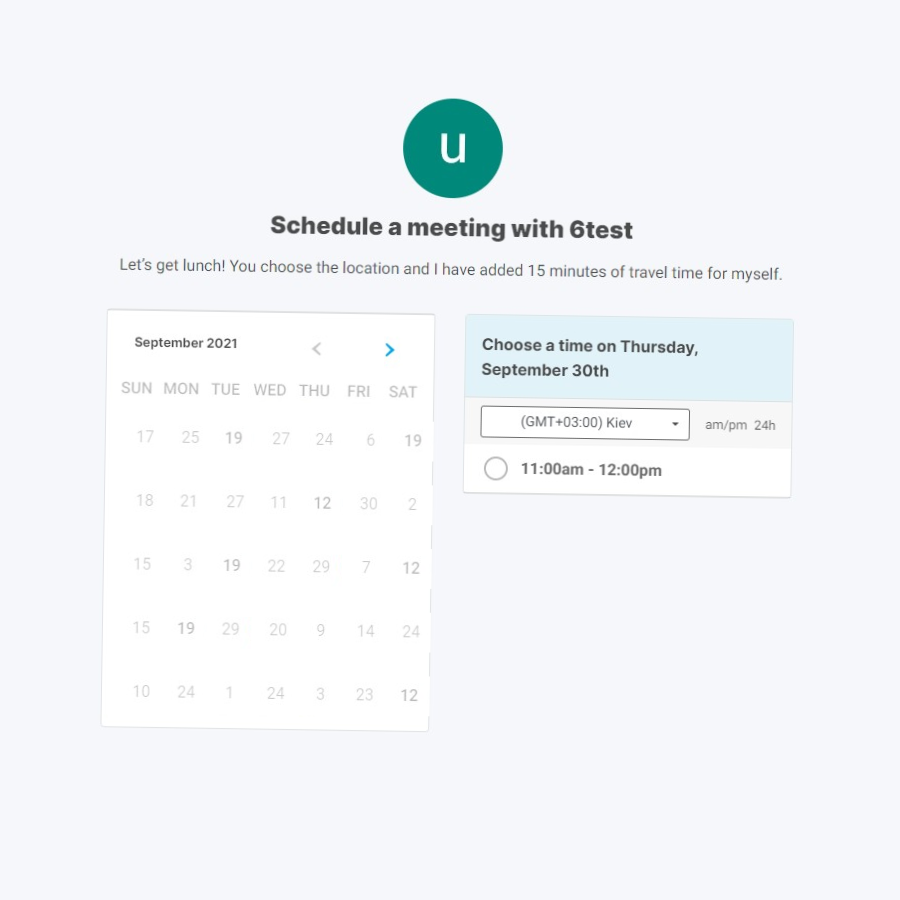 u
Schedule a meeting with 6test
Let's get lunch! You choose the location and I have added 15 minutes of travel time for myself.
September 2021
SUN MON TUE WED THU FRI SAT
17 25 19 27 24 6 19
18 21 27 11 12 30 2
15 3 19 22 29 7 12
15 19 29 20 9 14 24
10 24 1 24 3 23 12
Choose a time on Thursday,
September 30th
(GMT+03:00) Kiev
am/pm 24h
11:00am - 12:00pm